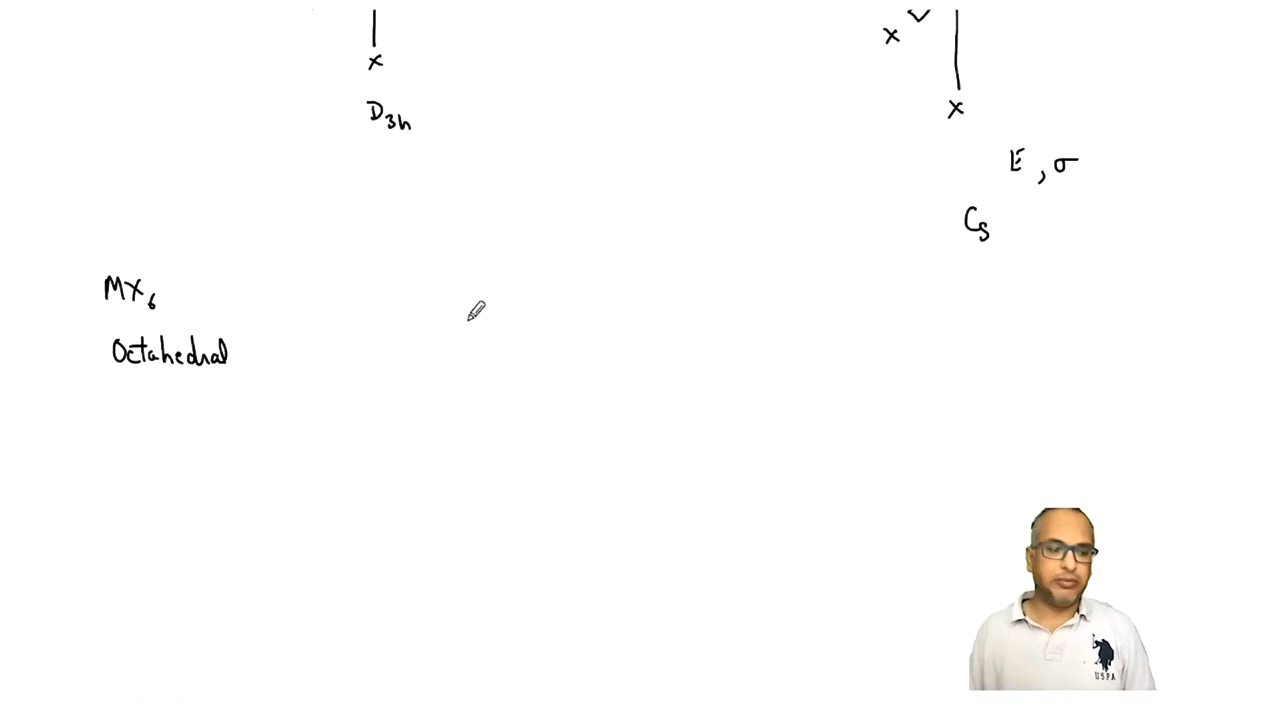 X
X
X
D3h
E, σ
Cs
MX6
Octahedral
USPA